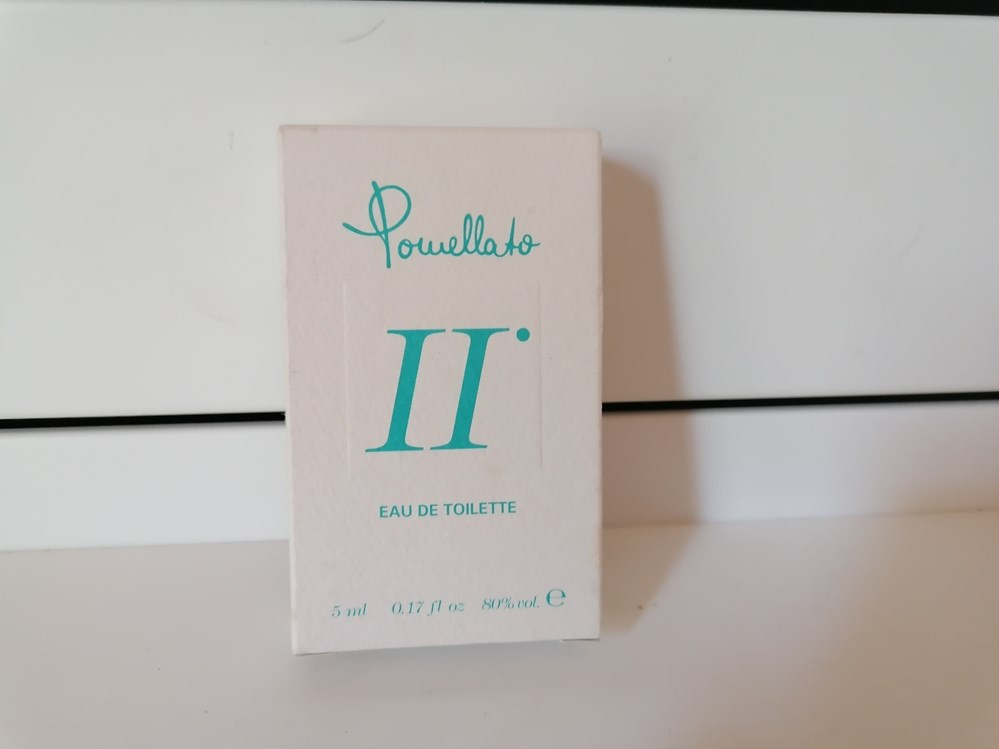 Pomellato
II•
EAU DE TOILETTE
5 ml 0.17 fl oz 80% vol. ℮